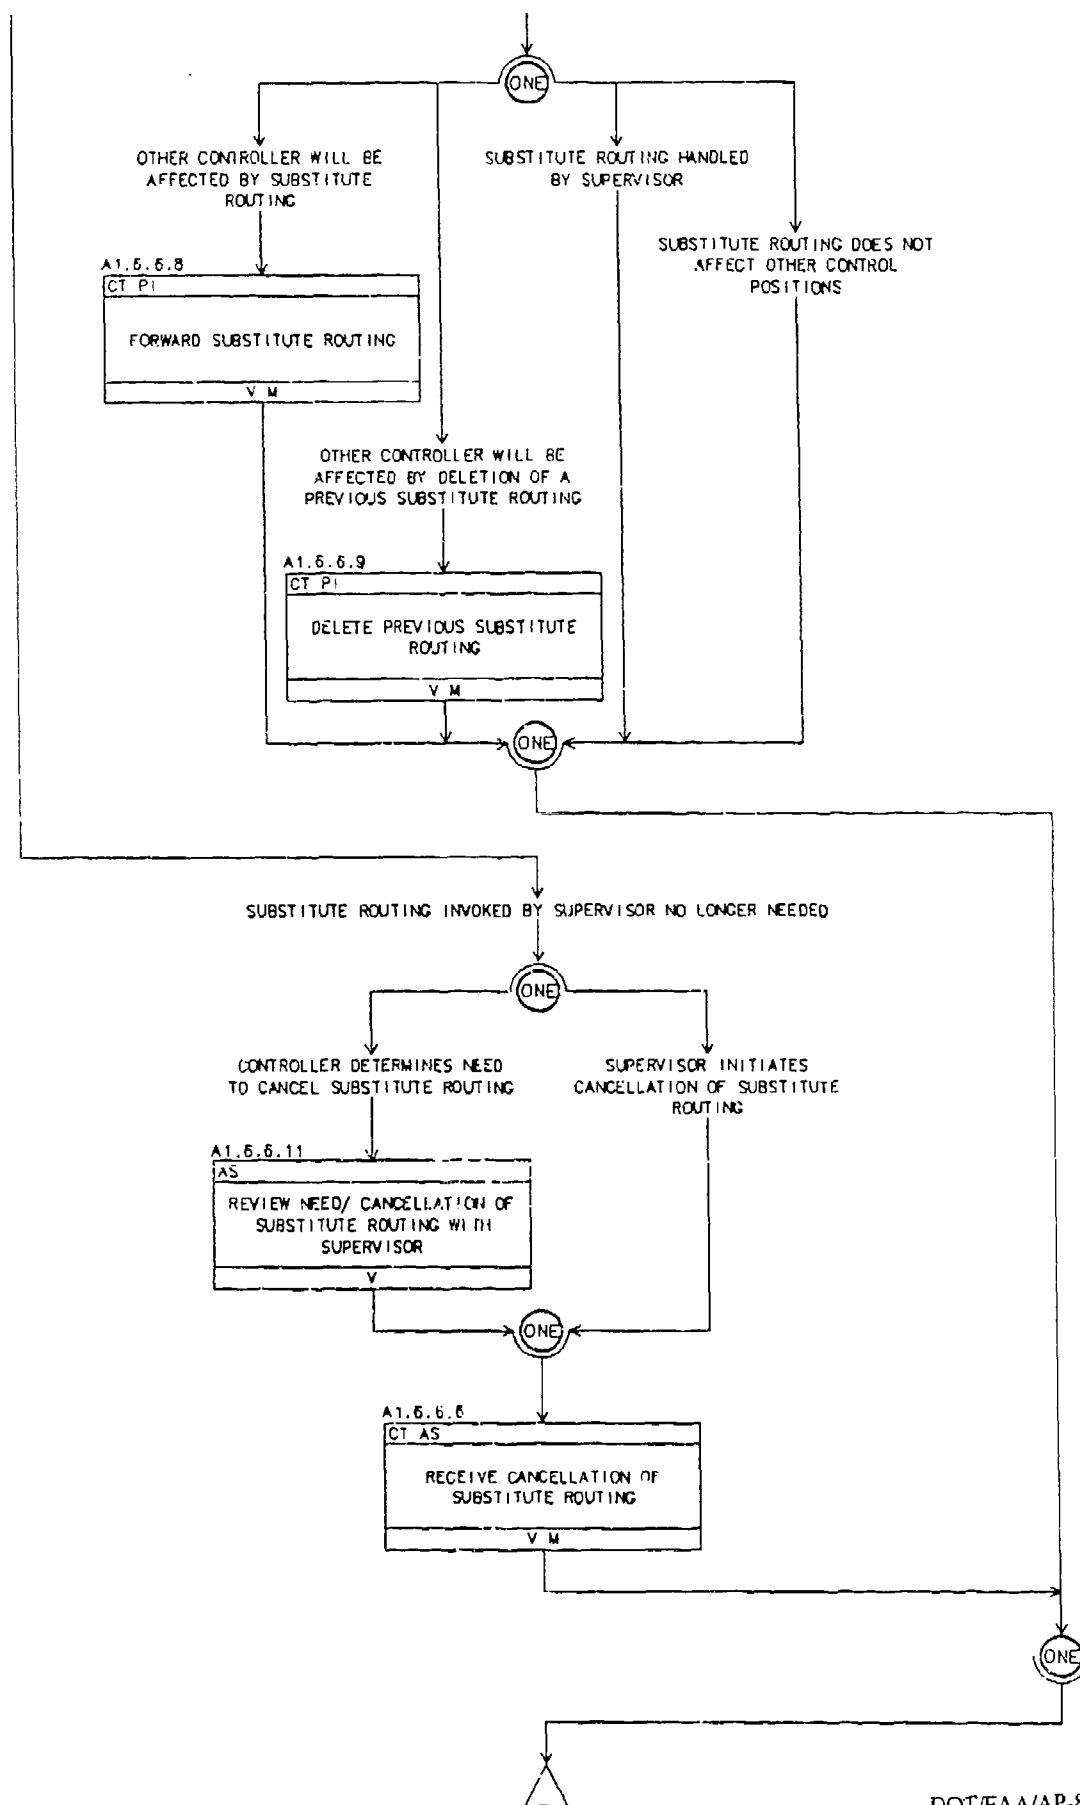 ONE
OTHER CONTROLLER WILL BE
AFFECTED BY SUBSTITUTE
ROUTING
SUBSTITUTE ROUTING HANDLED
BY SUPERVISOR
SUBSTITUTE ROUTING DOES NOT
AFFECT OTHER CONTROL
POSITIONS
A1.6.6.8
CT PI
FORWARD SUBSTITUTE ROUTING
V M
OTHER CONTROLLER WILL BE
AFFECTED BY DELETION OF A
PREVIOUS SUBSTITUTE ROUTING
A1.6.6.9
CT PI
DELETE PREVIOUS SUBSTITUTE
ROUTING
V M
ONE
SUBSTITUTE ROUTING INVOKED BY SUPERVISOR NO LONGER NEEDED
ONE
CONTROLLER DETERMINES NEED
TO CANCEL SUBSTITUTE ROUTING
SUPERVISOR INITIATES
CANCELLATION OF SUBSTITUTE
ROUTING
A1.6.6.11
AS
REVIEW NEED/ CANCELLATION OF
SUBSTITUTE ROUTING WITH
SUPERVISOR
V
ONE
A1.6.6.6
CT AS
RECEIVE CANCELLATION OF
SUBSTITUTE ROUTING
V M
ONE
DOT/FAA/AP-8